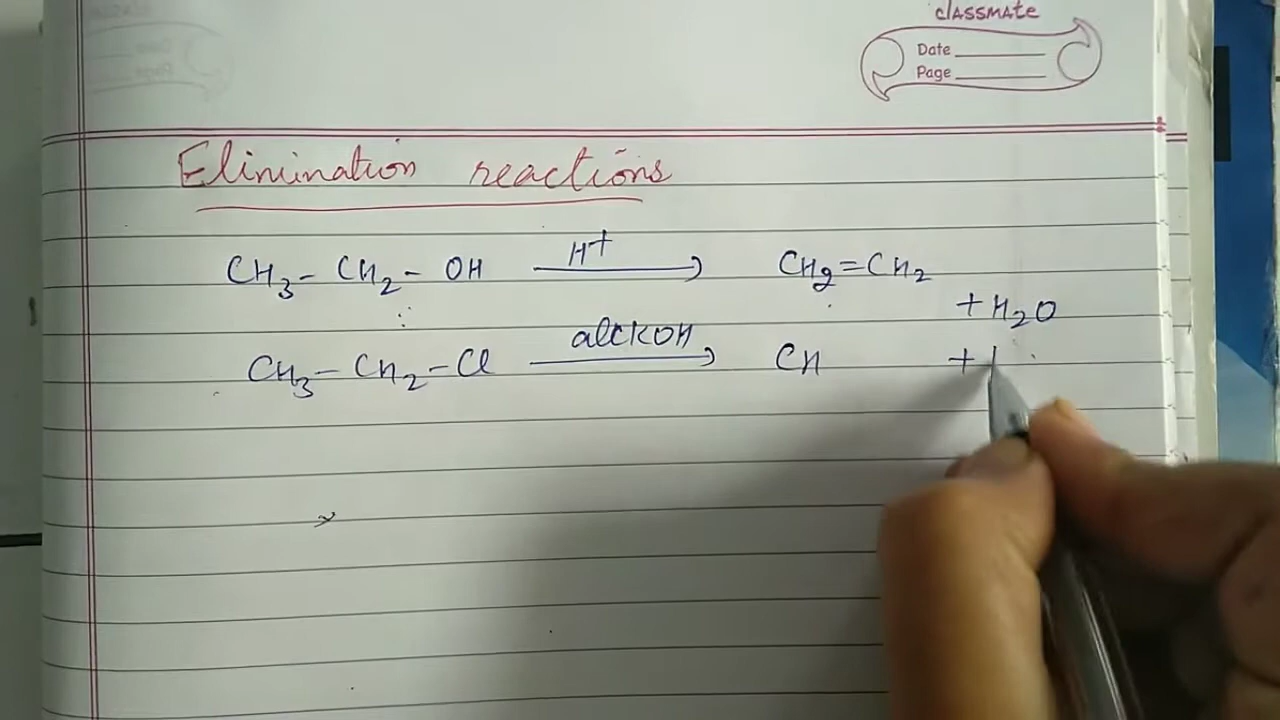 classmate
Date
Page
Elimination reactions
CH3 - CH2 - OH H+ CH2=CH2
+ H2O
CH3 - CH2 - Cl alcKOH CH +